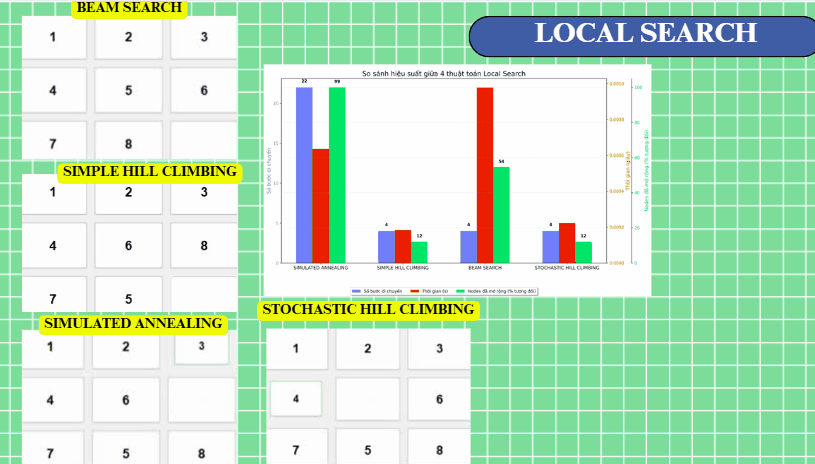 BEAM SEARCH
1 2 3
4 5 6
7 8
LOCAL SEARCH
So sánh hiệu suất giữa 4 thuật toán Local Search
22 99
4 12
4 54
4 12
20
15
10
5
0
Số bước di chuyển
0.0010
0.0008
0.0006
0.0004
0.0002
0.0000
Thời gian (s)
100
80
60
40
20
0
Nodes đã mở rộng (% tương đối)
SIMULATED ANNEALING SIMPLE HILL CLIMBING BEAM SEARCH STOCHASTIC HILL CLIMBING
Số bước di chuyển Thời gian (s) Nodes đã mở rộng (% tương đối)
SIMPLE HILL CLIMBING
1 2 3
4 6 8
7 5
SIMULATED ANNEALING
1 2 3
4 6
7 5 8
STOCHASTIC HILL CLIMBING
1 2 3
4 6
7 5 8